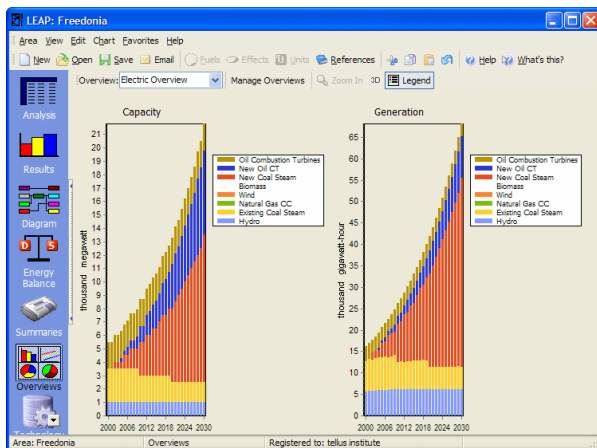 LEAP: Freedonia
Area View Edit Chart Favorites Help
New Open Save Email Fuels Effects Units References Help What's this?
Overview: Electric Overview Manage Overviews Zoom In 3D Legend
Analysis
Results
Diagram
D S
Energy
Balance
Summaries
Overviews
Technology
Capacity
thousand megawatt
21
20
19
18
17
16
15
14
13
12
11
10
9
8
7
6
5
4
3
2
1
0
2000 2006 2012 2018 2024 2030
Oil Combustion Turbines
New Oil CT
New Coal Steam
Biomass
Wind
Natural Gas CC
Existing Coal Steam
Hydro
Generation
thousand gigawatt-hour
65
60
55
50
45
40
35
30
25
20
15
10
5
0
2000 2006 2012 2018 2024 2030
Oil Combustion Turbines
New Oil CT
New Coal Steam
Biomass
Wind
Natural Gas CC
Existing Coal Steam
Hydro
Area: Freedonia Overviews Registered to: tellus institute